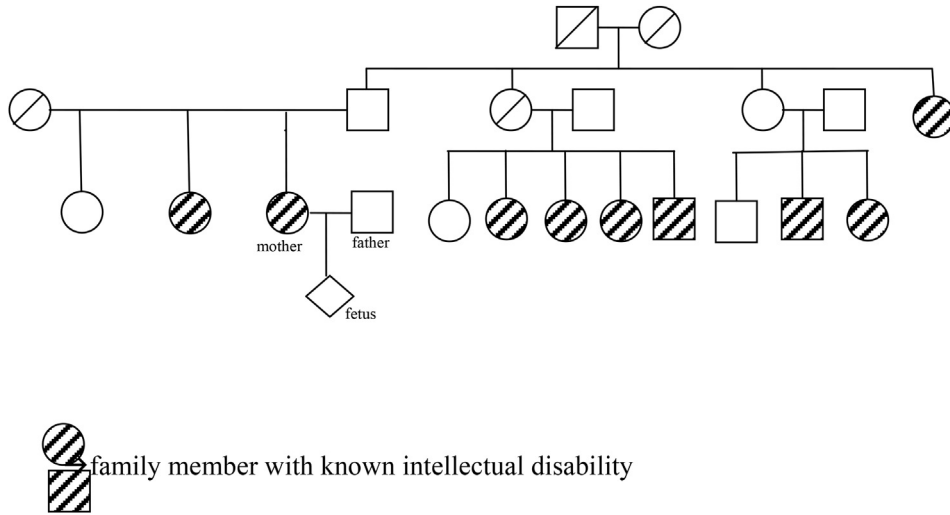 mother
father
fetus
family member with known intellectual disability